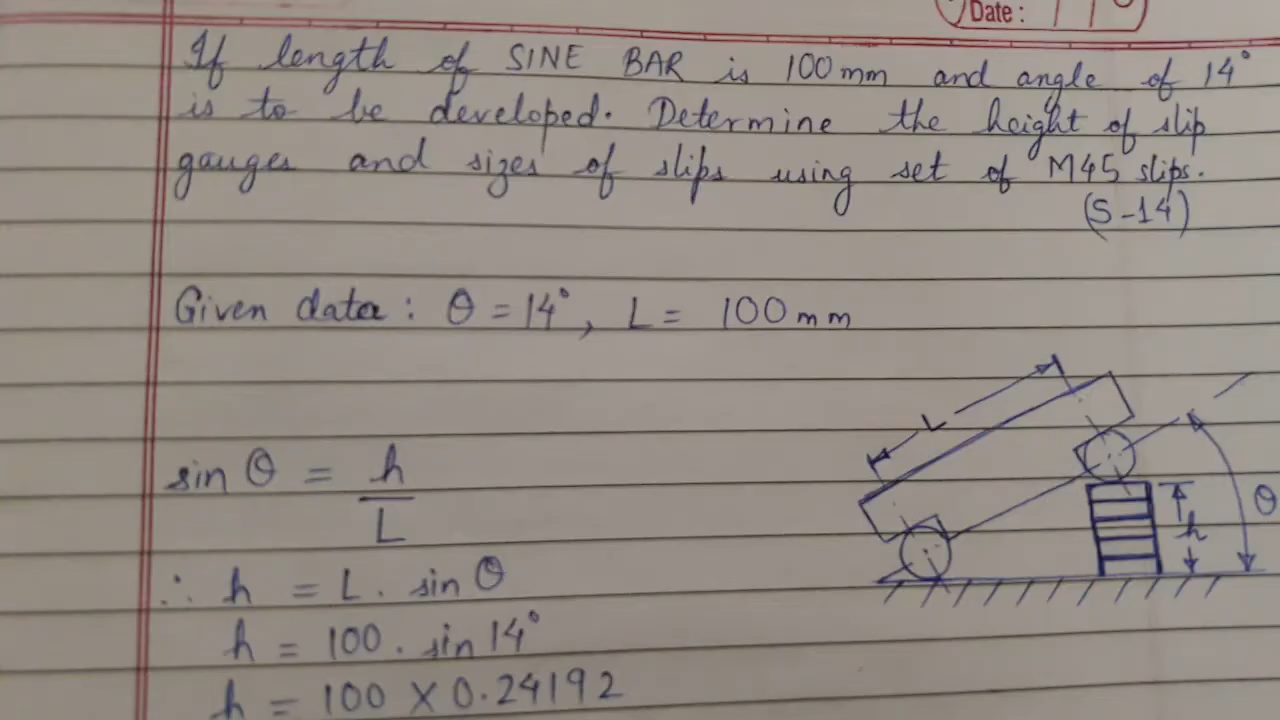 Date :
If length of SINE BAR is 100mm and angle of 14°
is to be developed. Determine the height of slip
gauges and sizes of slips using set of M45 slips.
(S-14)
Given data : θ = 14°, L = 100mm
L
sin θ = h/L
h
θ
∴ h = L . sin θ
h = 100 . sin 14°
h = 100 × 0.24192